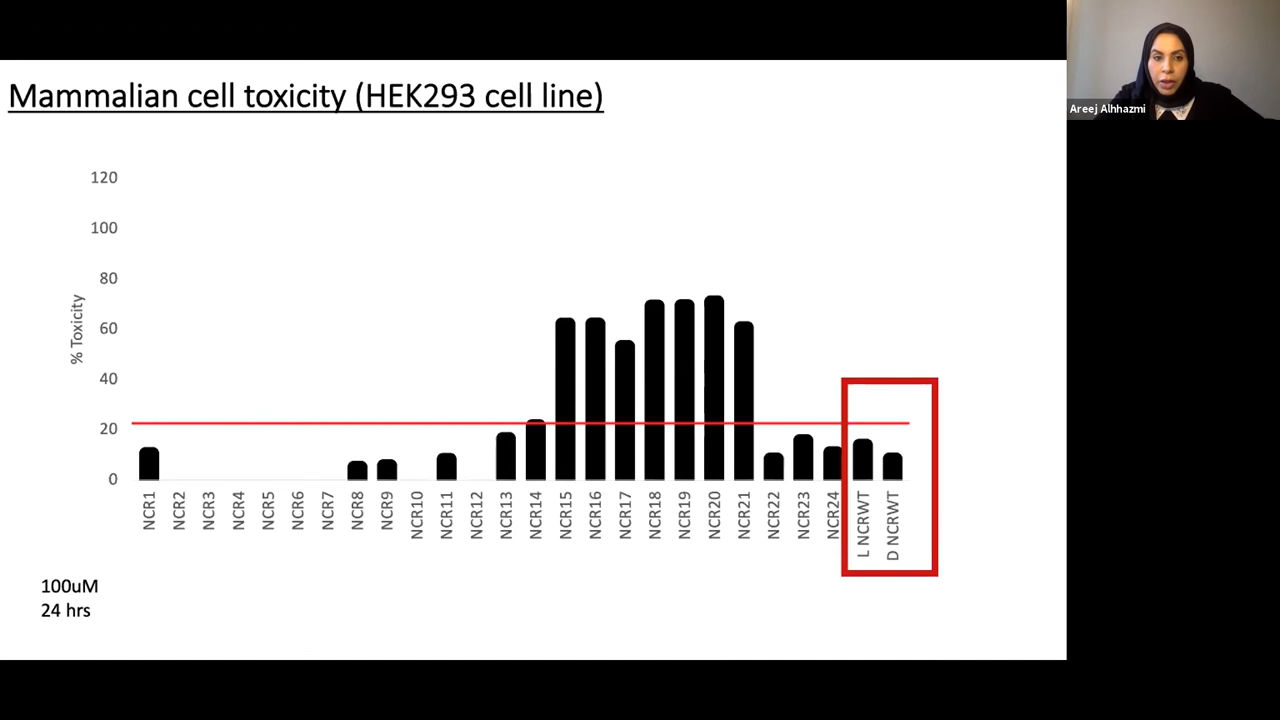 Mammalian cell toxicity (HEK293 cell line)
Areej Alhhazmi
120
100
80
60
40
20
0
% Toxicity
NCR1
NCR2
NCR3
NCR4
NCR5
NCR6
NCR7
NCR8
NCR9
NCR10
NCR11
NCR12
NCR13
NCR14
NCR15
NCR16
NCR17
NCR18
NCR19
NCR20
NCR21
NCR22
NCR23
NCR24
L NCRWT
D NCRWT
100uM
24 hrs